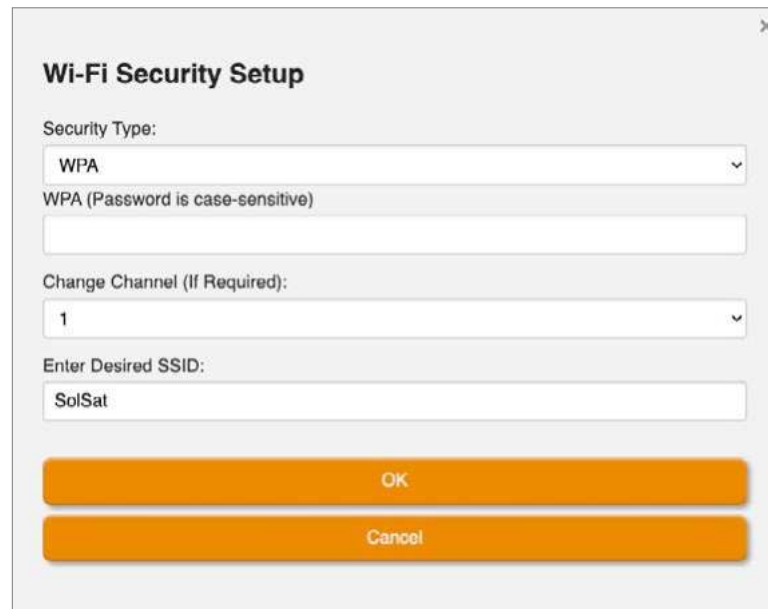 Wi-Fi Security Setup
Security Type:
WPA
WPA (Password is case-sensitive)
Change Channel (If Required):
1
Enter Desired SSID:
SolSat
OK
Cancel